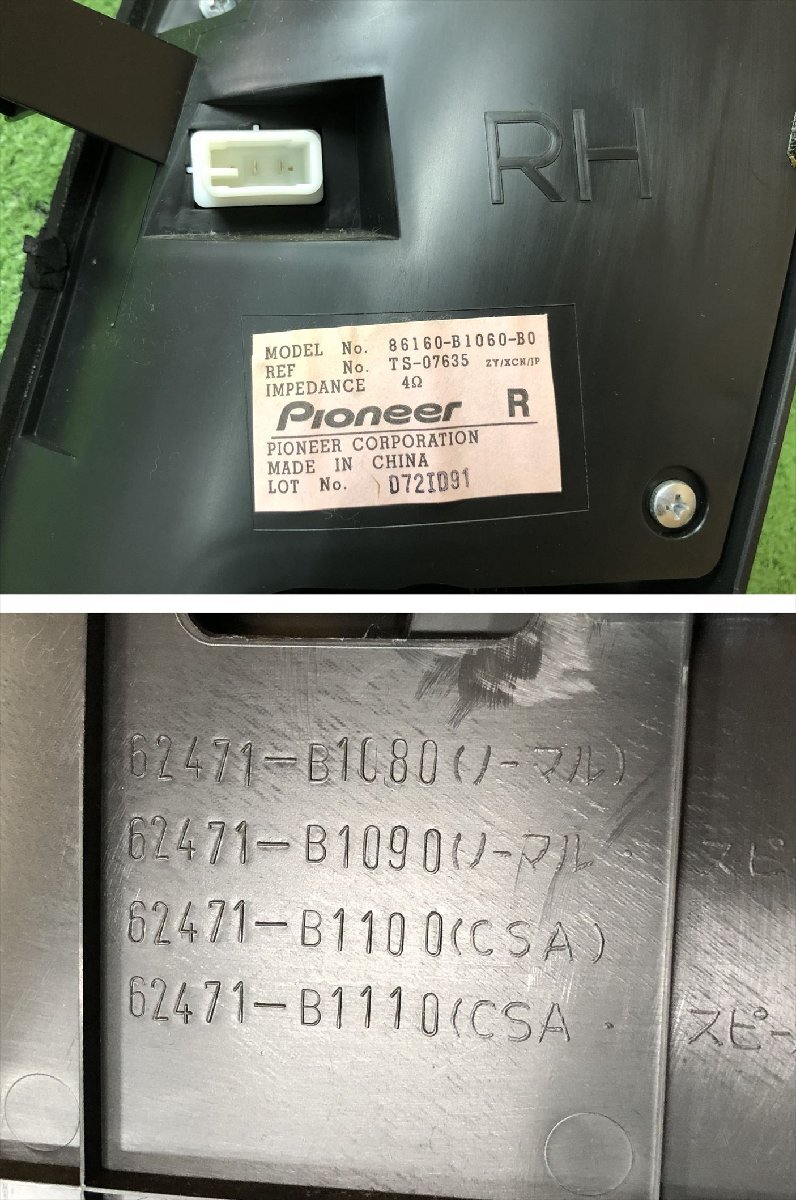 RH
MODEL No. 86160-B1060-B0
REF No. TS-07635 ZY/XCN/JP
IMPEDANCE 4Ω
Pioneer R
PIONEER CORPORATION
MADE IN CHINA
LOT No. 072ID91
62471-B1080(ノーマル)
62471-B1090(ノーマル・スピ
62471-B1100(CSA)
62471-B1110(CSA・スピー